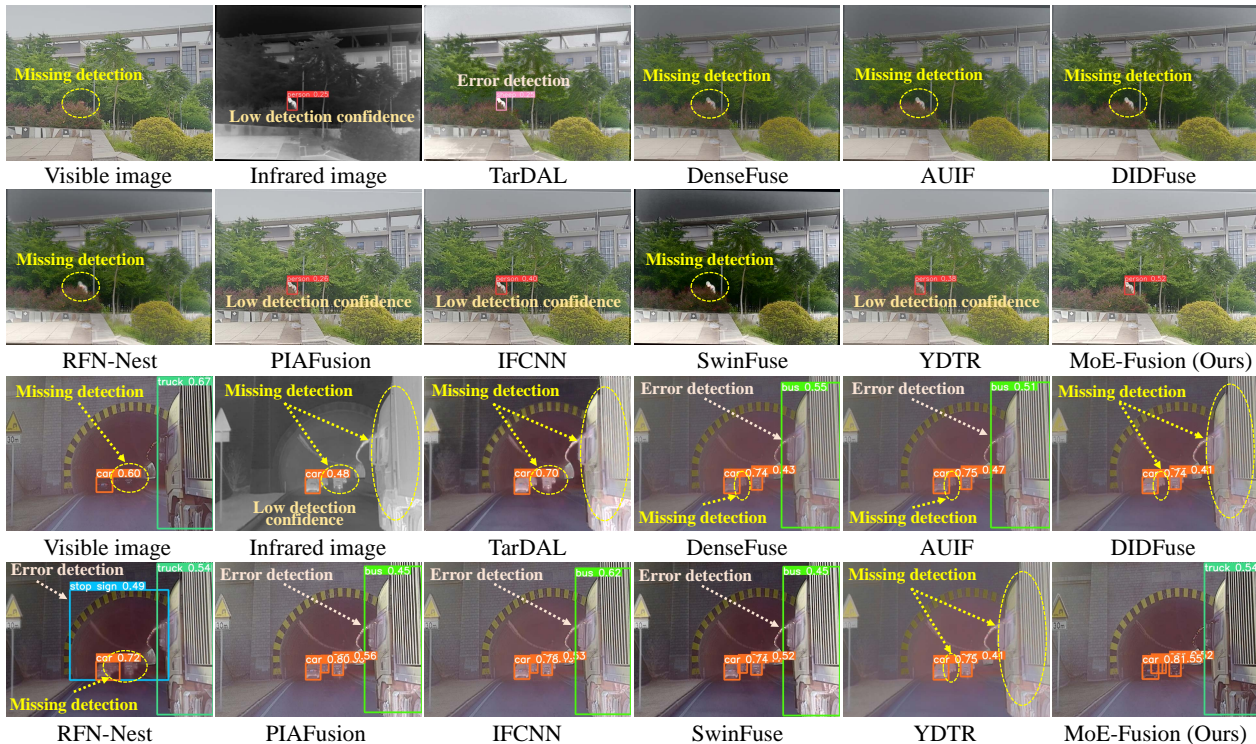 Missing detection
person 0.25
Low detection confidence
Error detection
0.25
Missing detection
Missing detection
Missing detection
Visible image
Infrared image
TarDAL
DenseFuse
AUIF
DIDFuse
Missing detection
person 0.26
Low detection confidence
person 0.40
Low detection confidence
Missing detection
person 0.38
Low detection confidence
person 0.52
RFN-Nest
PIAFusion
IFCNN
SwinFuse
YDTR
MoE-Fusion (Ours)
Missing detection
truck 0.67
car 0.60
Missing detection
car 0.48
Low detection
confidence
Missing detection
car 0.70
Error detection
bus 0.55
car 0.74
0.43
Missing detection
Error detection
bus 0.51
car 0.75
0.47
Missing detection
Missing detection
car 0.74
0.41
Visible image
Infrared image
TarDAL
DenseFuse
AUIF
DIDFuse
Error detection
stop sign 0.49
truck 0.54
car 0.72
Missing detection
Error detection
bus 0.45
car 0.80
0.56
Error detection
bus 0.62
car 0.78
0.53
Error detection
bus 0.45
car 0.74
0.52
Missing detection
car 0.75
0.41
truck 0.54
car 0.81
.55
0.52
RFN-Nest
PIAFusion
IFCNN
SwinFuse
YDTR
MoE-Fusion (Ours)